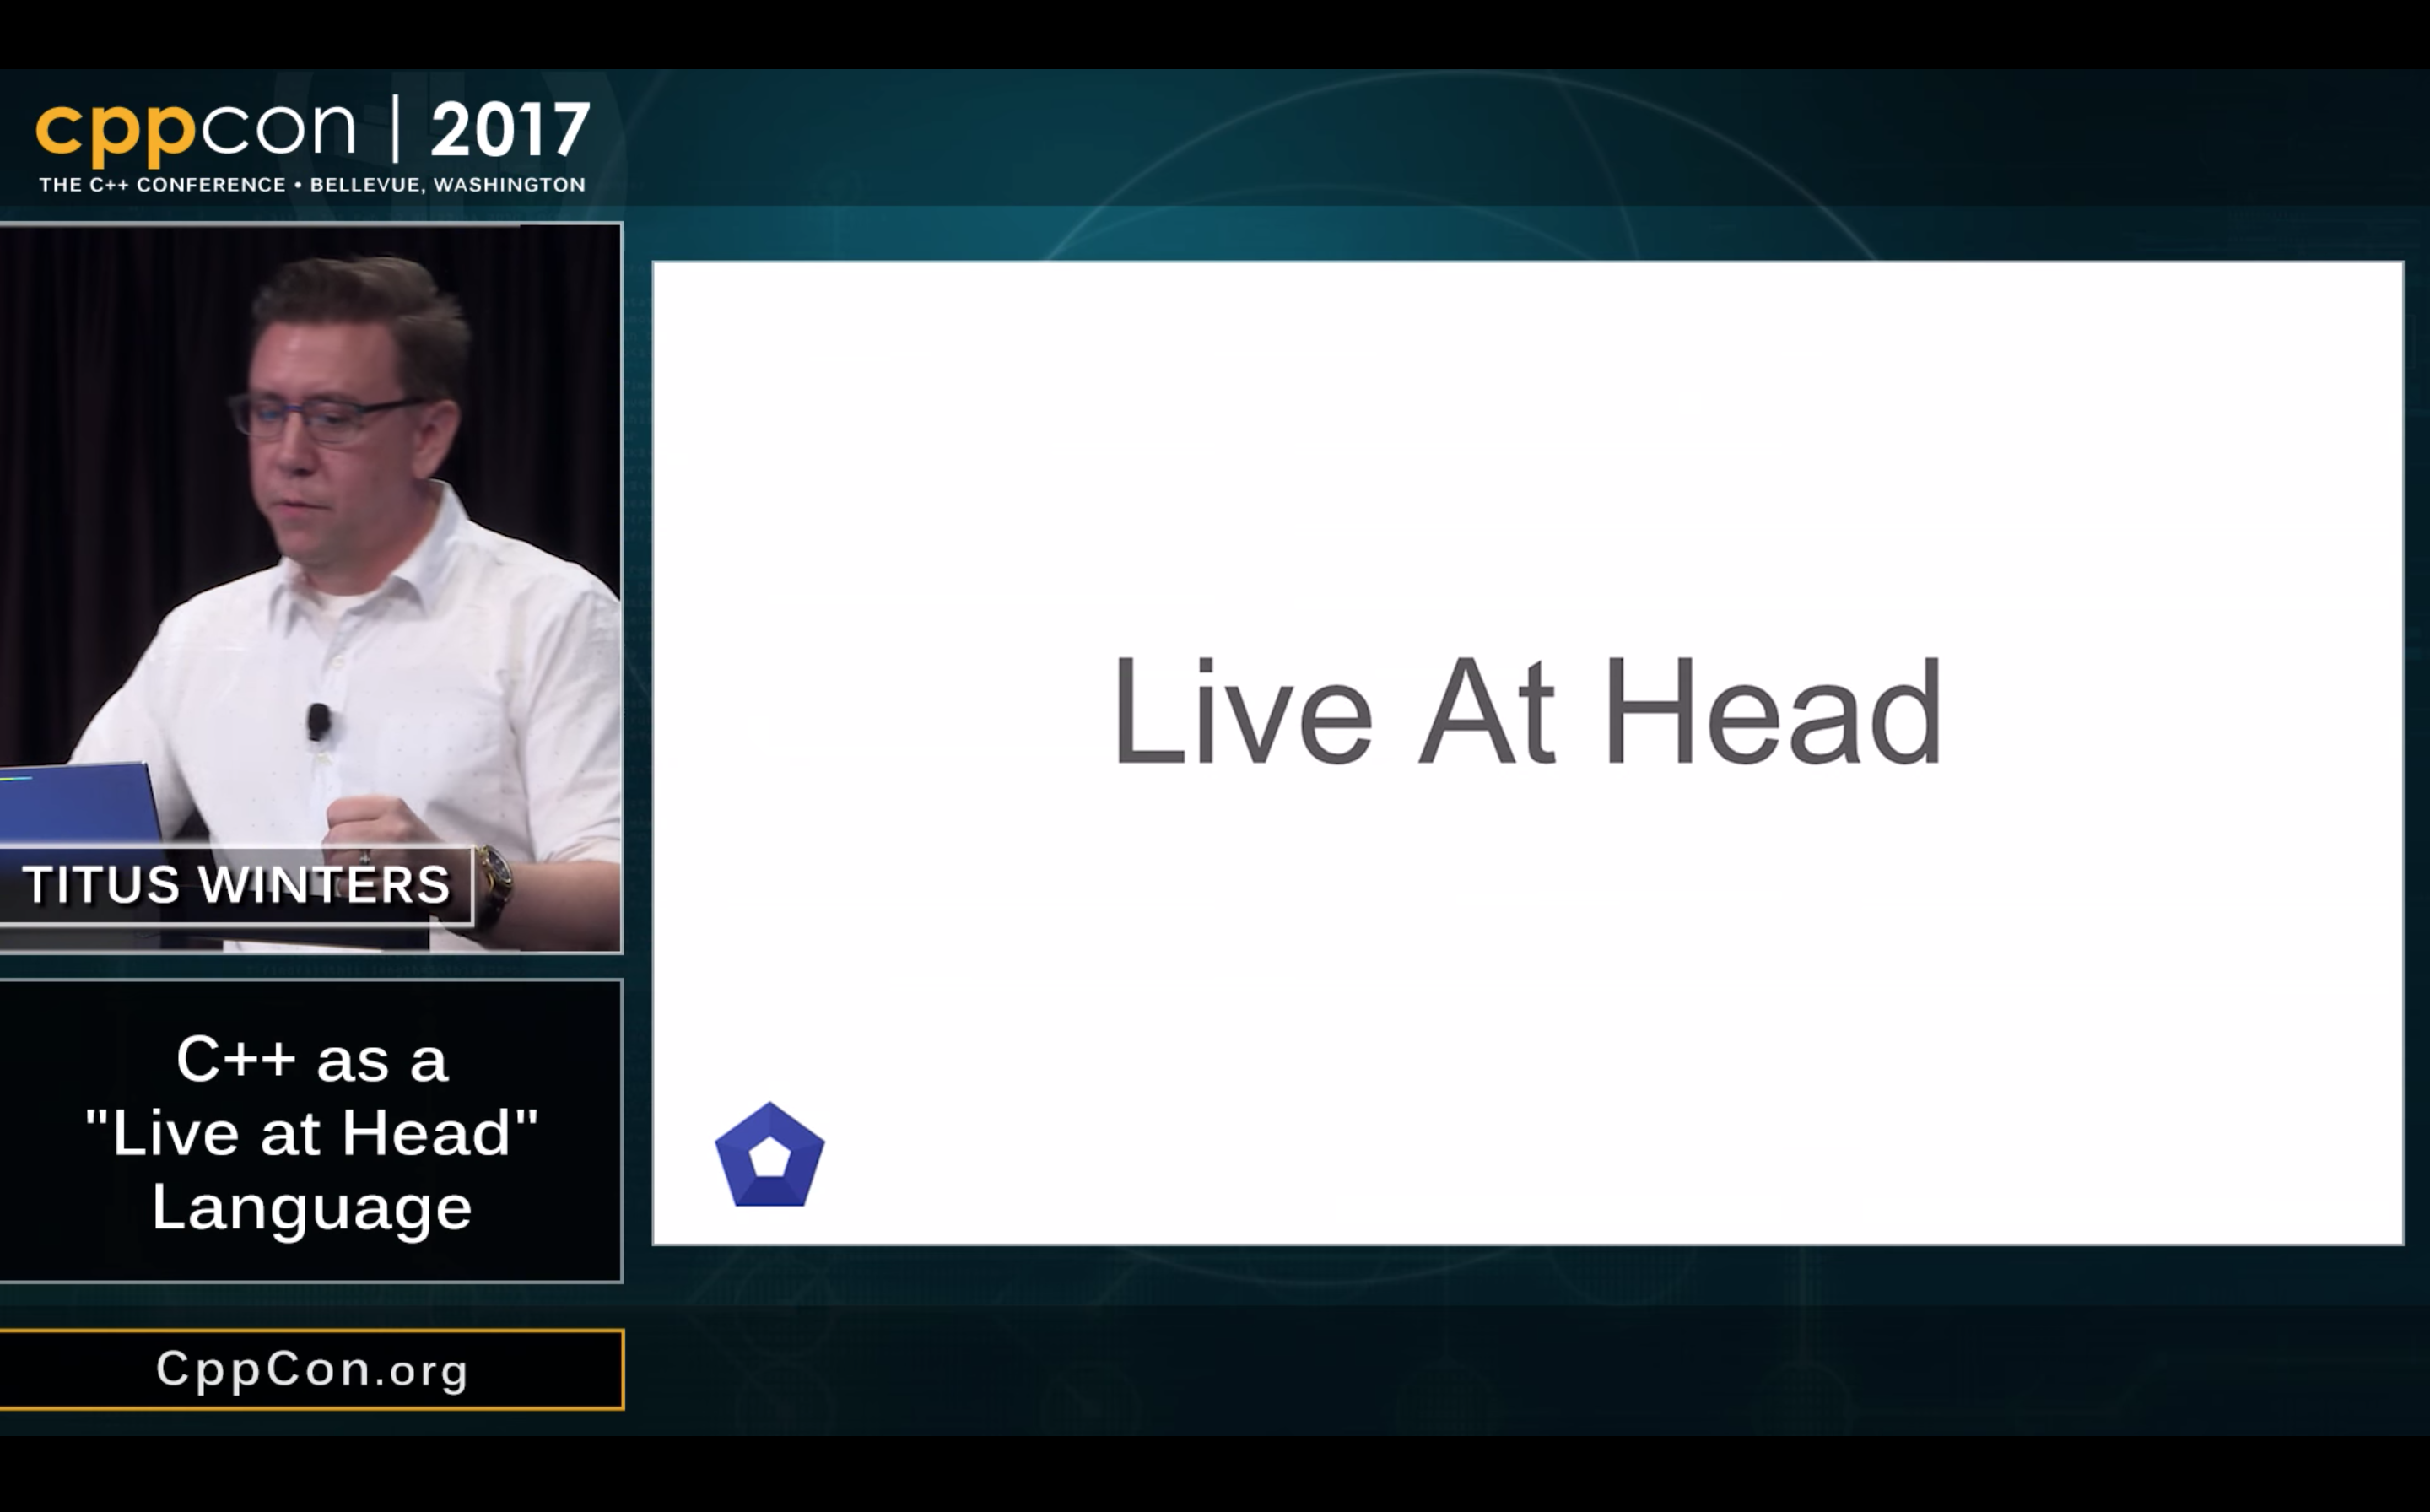 cppcon | 2017
THE C++ CONFERENCE • BELLEVUE, WASHINGTON
TITUS WINTERS
C++ as a
"Live at Head"
Language
CppCon.org
Live At Head